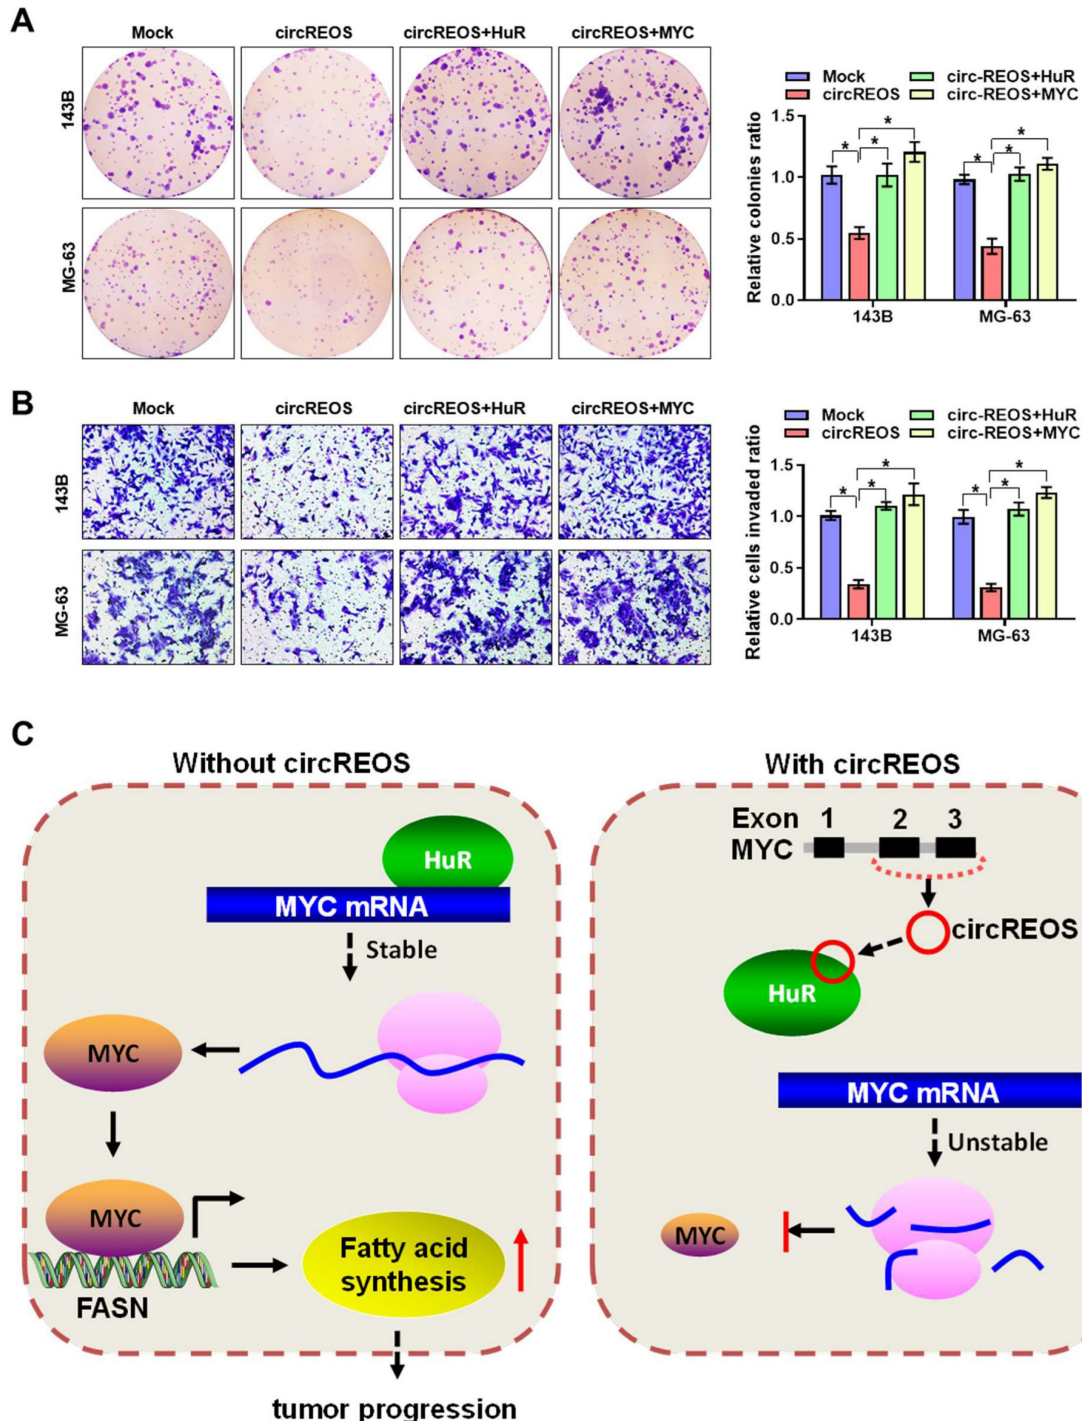 A
Mock circREOS circREOS+HuR circREOS+MYC
143B
MG-63
Mock circ-REOS+HuR
circREOS circ-REOS+MYC
Relative colonies ratio
1.5
1.0
0.5
0.0
* * *
* * *
143B MG-63
B
Mock circREOS circREOS+HuR circREOS+MYC
143B
MG-63
Mock circ-REOS+HuR
circREOS circ-REOS+MYC
Relative cells invaded ratio
1.5
1.0
0.5
0.0
* * *
* * *
143B MG-63
C
Without circREOS
HuR
MYC mRNA
Stable
MYC
MYC
FASN
Fatty acid
synthesis
tumor progression
With circREOS
Exon 1 2 3
MYC
circREOS
HuR
MYC mRNA
Unstable
MYC